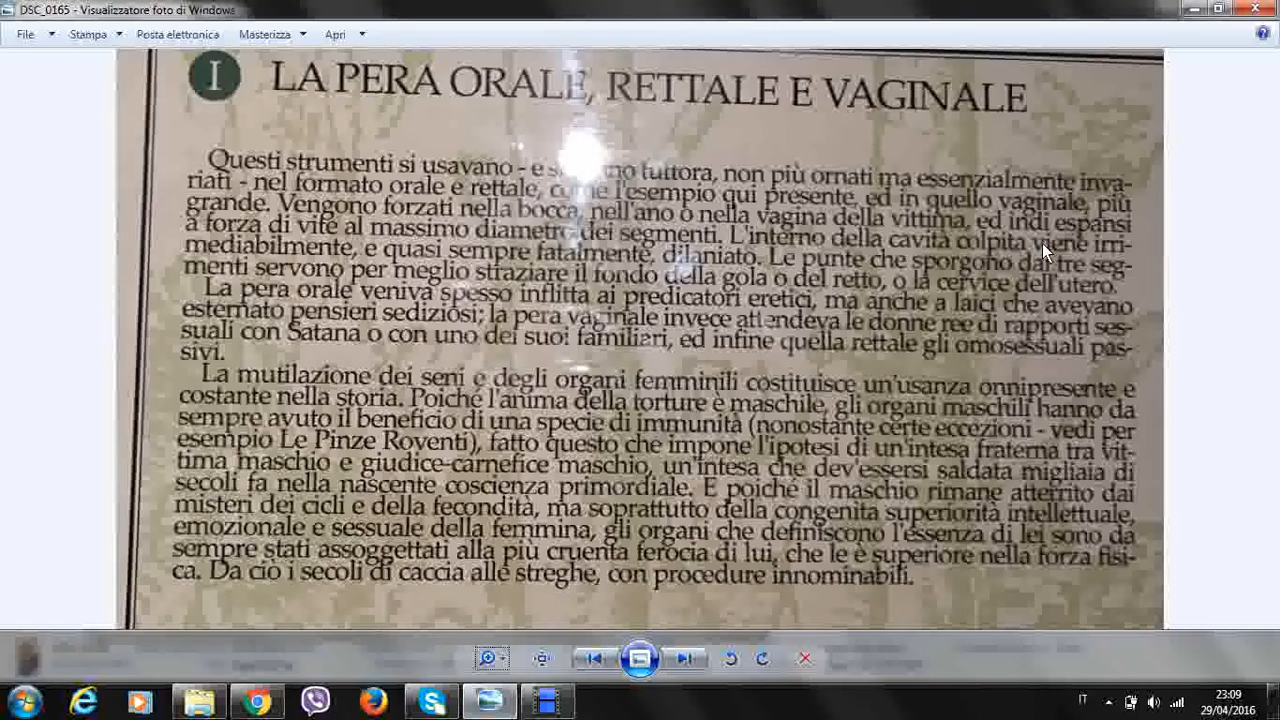 DSC_0165 - Visualizzatore foto di Windows
File Stampa Posta elettronica Masterizza Apri
I LA PERA ORALE, RETTALE E VAGINALE
Questi strumenti si usavano - e s no tuttora, non più ornati ma essenzialmente inva-
riati - nel formato orale e rettale, come l'esempio qui presente, ed in quello vaginale, più
grande. Vengono forzati nella bocca, nell'ano o nella vagina della vittima, ed indi espansi
a forza di vite al massimo diametro dei segmenti. L'interno della cavità colpita viene irri-
mediabilmente, e quasi sempre fatalmente, dilaniato. Le punte che sporgono dai tre seg-
menti servono per meglio straziare il fondo della gola o del retto, o la cervice dell'utero.
La pera orale veniva spesso inflitta ai predicatori eretici, ma anche a laici che avevano
esternato pensieri sediziosi; la pera vaginale invece attendeva le donne ree di rapporti ses-
suali con Satana o con uno dei suoi familiari, ed infine quella rettale gli omosessuali pas-
sivi.
La mutilazione dei seni e degli organi femminili costituisce un'usanza onnipresente e
costante nella storia. Poiché l'anima della torture è maschile, gli organi maschili hanno da
sempre avuto il beneficio di una specie di immunità (nonostante certe eccezioni - vedi per
esempio Le Pinze Roventi), fatto questo che impone l'ipotesi di un'intesa fraterna tra vit-
tima maschio e giudice-carnefice maschio, un'intesa che dev'essersi saldata migliaia di
secoli fa nella nascente coscienza primordiale. E poiché il maschio rimane atterrito dai
misteri dei cicli e della fecondità, ma soprattutto della congenita superiorità intellettuale,
emozionale e sessuale della femmina, gli organi che definiscono l'essenza di lei sono da
sempre stati assoggettati alla più cruenta ferocia di lui, che le è superiore nella forza fisi-
ca. Da ciò i secoli di caccia alle streghe, con procedure innominabili.
IT
23:09
29/04/2016